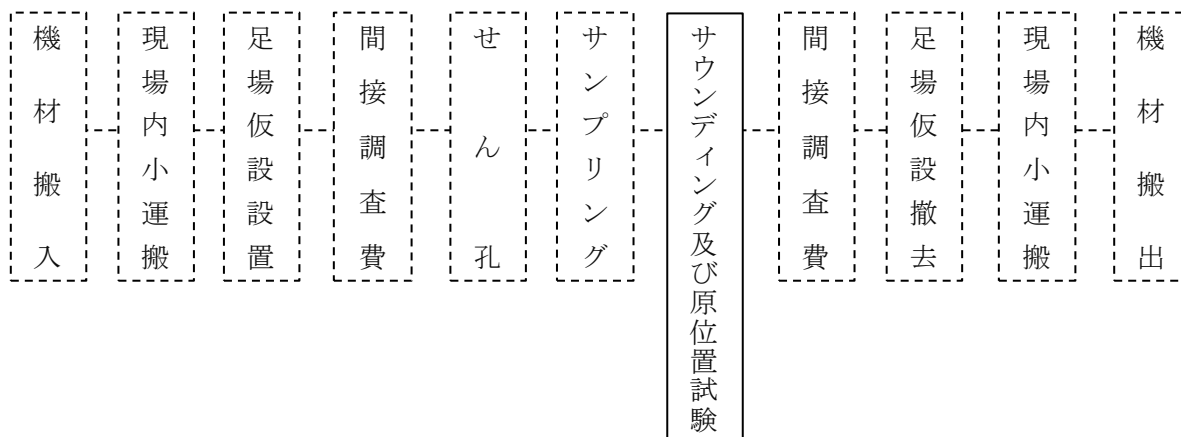 機材搬入
現場内小運搬
足場仮設設置
間接調査費
せん孔
サンプリング
サウンディング及び原位置試験
間接調査費
足場仮設撤去
現場内小運搬
機材搬出